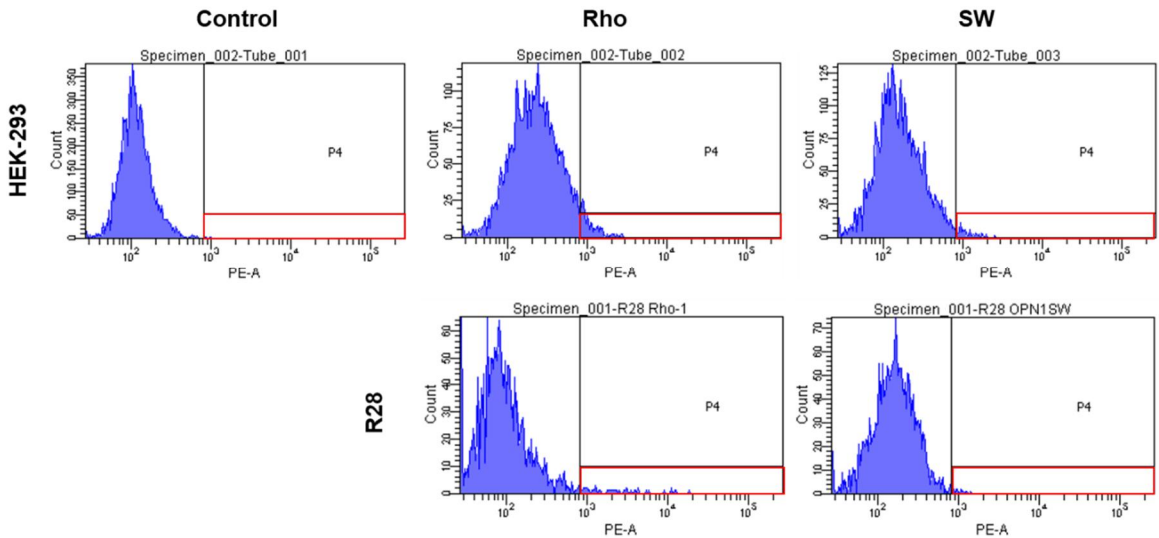 Control
Rho
SW
HEK-293
Specimen_002-Tube_001
Count
0 50 100 150 200 250 300 350
P4
10² 10³ 10⁴ 10⁵
PE-A
Specimen_002-Tube_002
Count
0 25 50 75 100
P4
10² 10³ 10⁴ 10⁵
PE-A
Specimen_002-Tube_003
Count
0 25 50 75 100 125
P4
10² 10³ 10⁴ 10⁵
PE-A
R28
Specimen_001-R28 Rho-1
Count
0 10 20 30 40 50 60
P4
10² 10³ 10⁴ 10⁵
PE-A
Specimen_001-R28 OPN1SW
Count
0 10 20 30 40 50 60 70
P4
10² 10³ 10⁴ 10⁵
PE-A